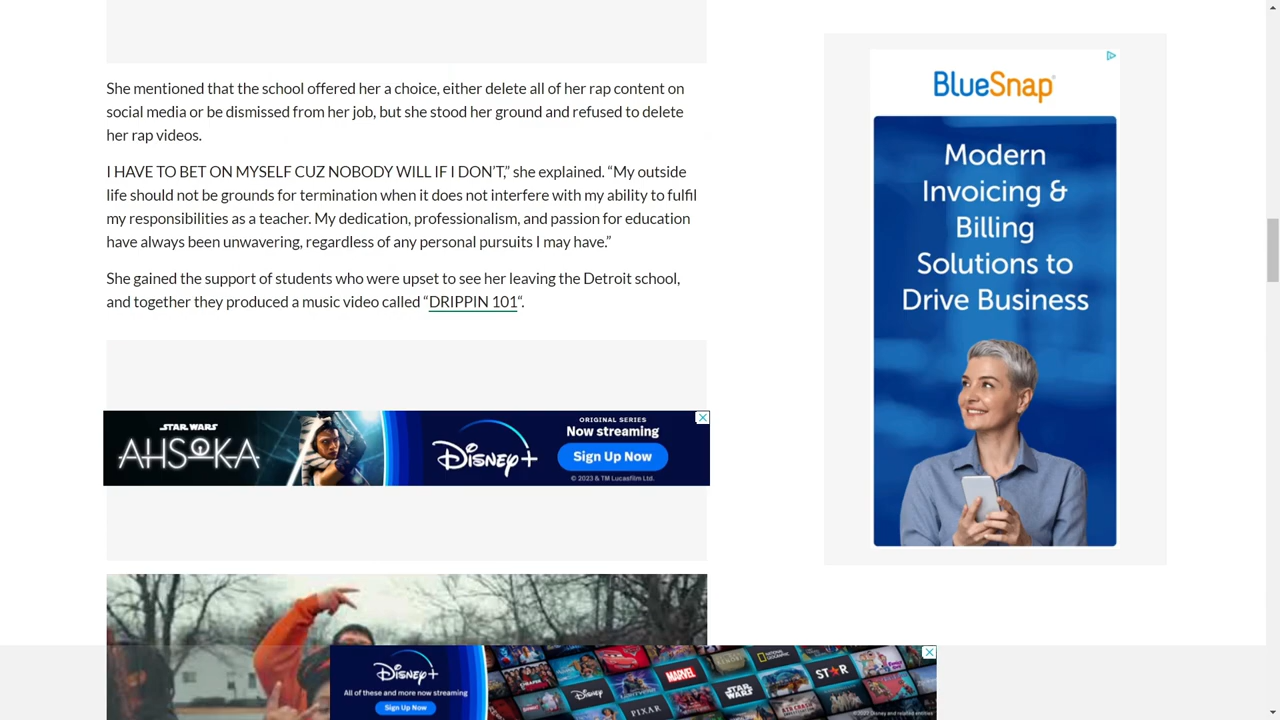 She mentioned that the school offered her a choice, either delete all of her rap content on
social media or be dismissed from her job, but she stood her ground and refused to delete
her rap videos.
I HAVE TO BET ON MYSELF CUZ NOBODY WILL IF I DON’T,” she explained. “My outside
life should not be grounds for termination when it does not interfere with my ability to fulfil
my responsibilities as a teacher. My dedication, professionalism, and passion for education
have always been unwavering, regardless of any personal pursuits I may have.”
She gained the support of students who were upset to see her leaving the Detroit school,
and together they produced a music video called “DRIPPIN 101“.
STAR WARS
AHSOKA
Disney+
ORIGINAL SERIES
Now streaming
Sign Up Now
© 2023 & TM Lucasfilm Ltd.
BlueSnap
Modern
Invoicing &
Billing
Solutions to
Drive Business
Disney+
All of these and more now streaming
Sign Up Now
Disney
PIXAR
MARVEL
STAR WARS
NATIONAL GEOGRAPHIC
STAR